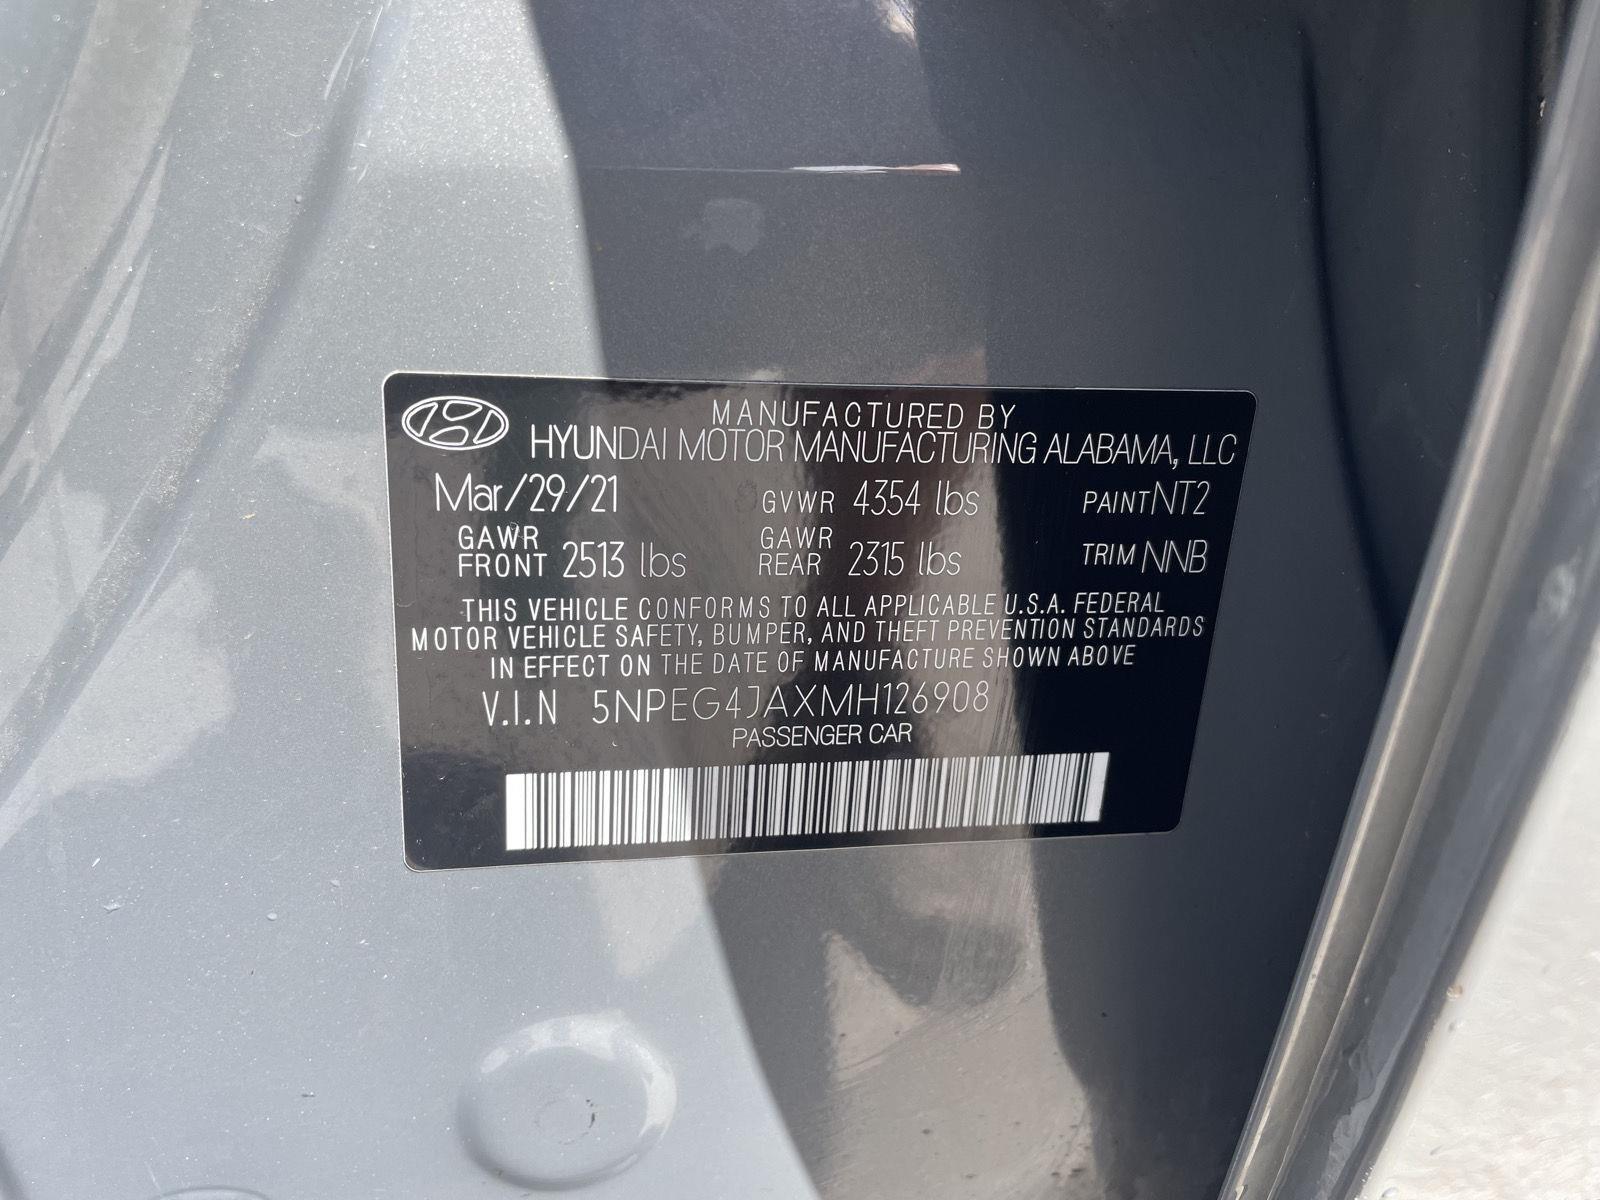 MANUFACTURED BY
HYUNDAI MOTOR MANUFACTURING ALABAMA, LLC
Mar/29/21 GVWR 4354 lbs PAINT NT2
GAWR FRONT 2513 lbs GAWR REAR 2315 lbs TRIM NNB
THIS VEHICLE CONFORMS TO ALL APPLICABLE U.S.A. FEDERAL
MOTOR VEHICLE SAFETY, BUMPER, AND THEFT PREVENTION STANDARDS
IN EFFECT ON THE DATE OF MANUFACTURE SHOWN ABOVE
V.I.N 5NPEG4JAXMH126908
PASSENGER CAR